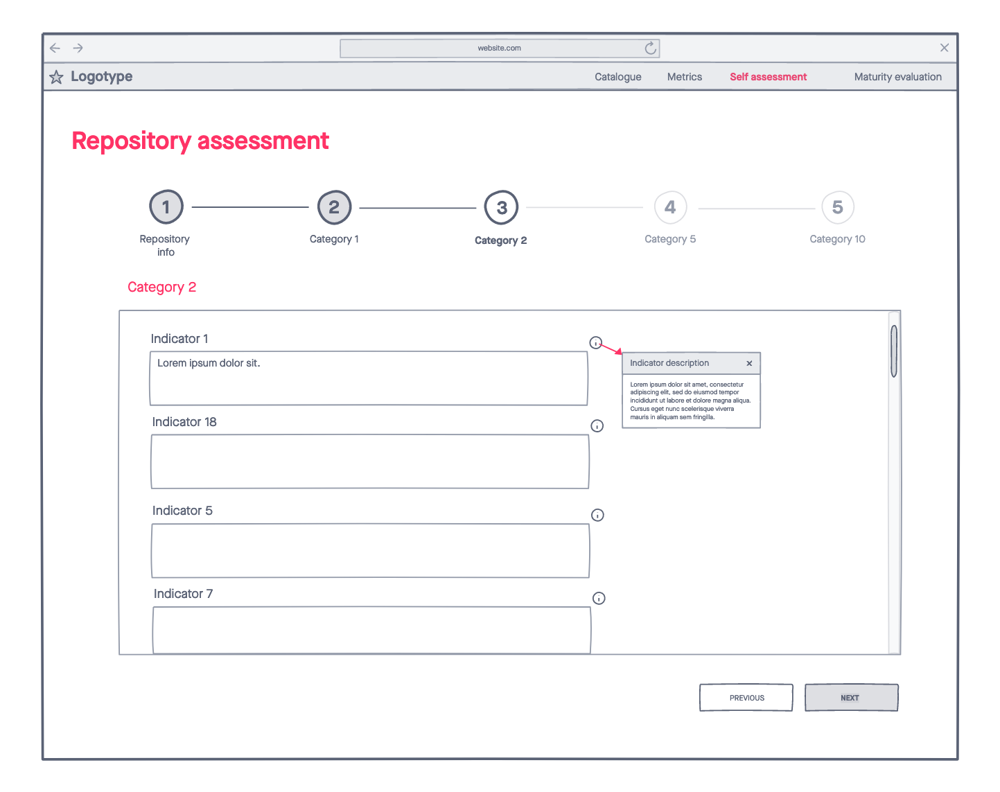 website.com
Logotype
Catalogue
Metrics
Self assessment
Maturity evaluation
Repository assessment
1
2
3
4
5
Repository
info
Category 1
Category 2
Category 5
Category 10
Category 2
Indicator 1
Lorem ipsum dolor sit.
Indicator description
Lorem ipsum dolor sit amet, consectetur
adipiscing elit, sed do eiusmod tempor
incididunt ut labore et dolore magna aliqua.
Cursus eget nunc scelerisque viverra
mauris in aliquam sem fringilla.
Indicator 18
Indicator 5
Indicator 7
PREVIOUS
NEXT